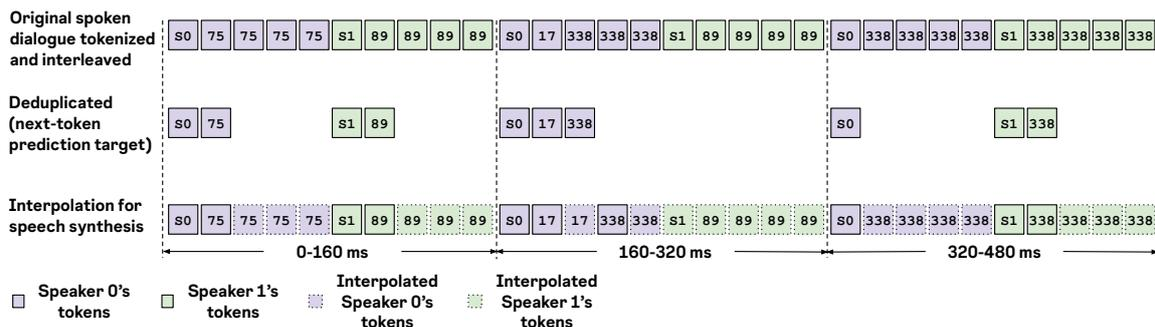 Original spoken
dialogue tokenized
and interleaved
S0 75 75 75 75 S1 89 89 89 89 S0 17 338 338 338 S1 89 89 89 89 S0 338 338 338 338 S1 338 338 338 338
Deduplicated
(next-token
prediction target)
S0 75 S1 89 S0 17 338 S0 S1 338
Interpolation for
speech synthesis
S0 75 75 75 75 S1 89 89 89 89 S0 17 17 338 338 S1 89 89 89 89 S0 338 338 338 338 S1 338 338 338 338
0-160 ms 160-320 ms 320-480 ms
Speaker 0's
tokens
Speaker 1's
tokens
Interpolated
Speaker 0's
tokens
Interpolated
Speaker 1's
tokens